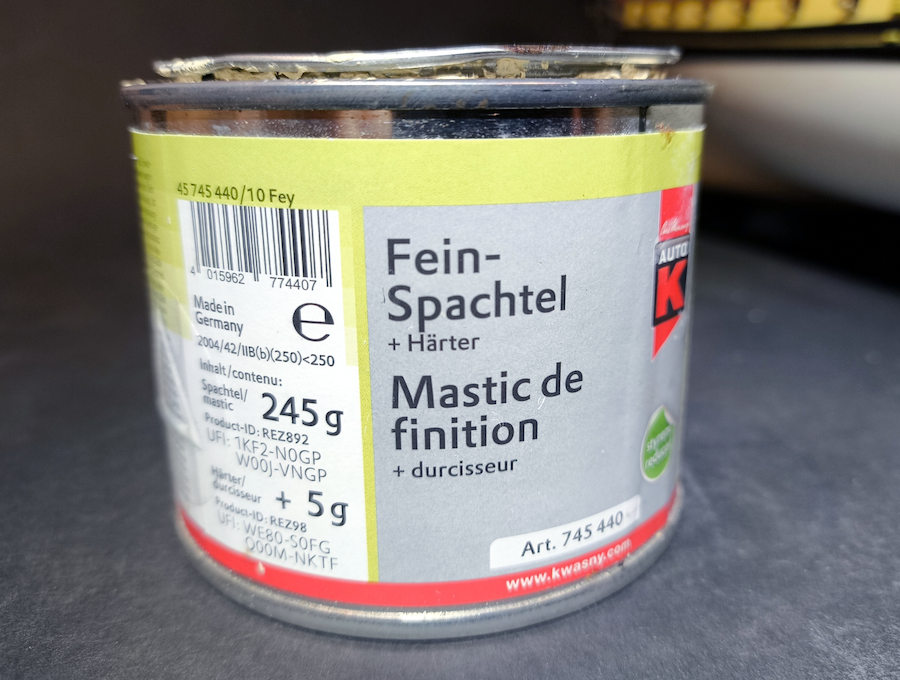 45 745 440/10 Fey
4 015962 774407
Made in
Germany
e
2004/42/IIB(b)(250)<250
Inhalt/contenu:
Spachtel/
mastic
245 g
Product-ID: REZ892
UFI: 1KF2-N0GP
W00J-VNGP
Härter/
durcisseur
+ 5 g
Product-ID: REZ98
UFI: WE80-S0FG
Q00M-NKTF
Fein-
Spachtel
+ Härter
Mastic de
finition
+ durcisseur
Art. 745 440
www.kwasny.com
AUTO
K